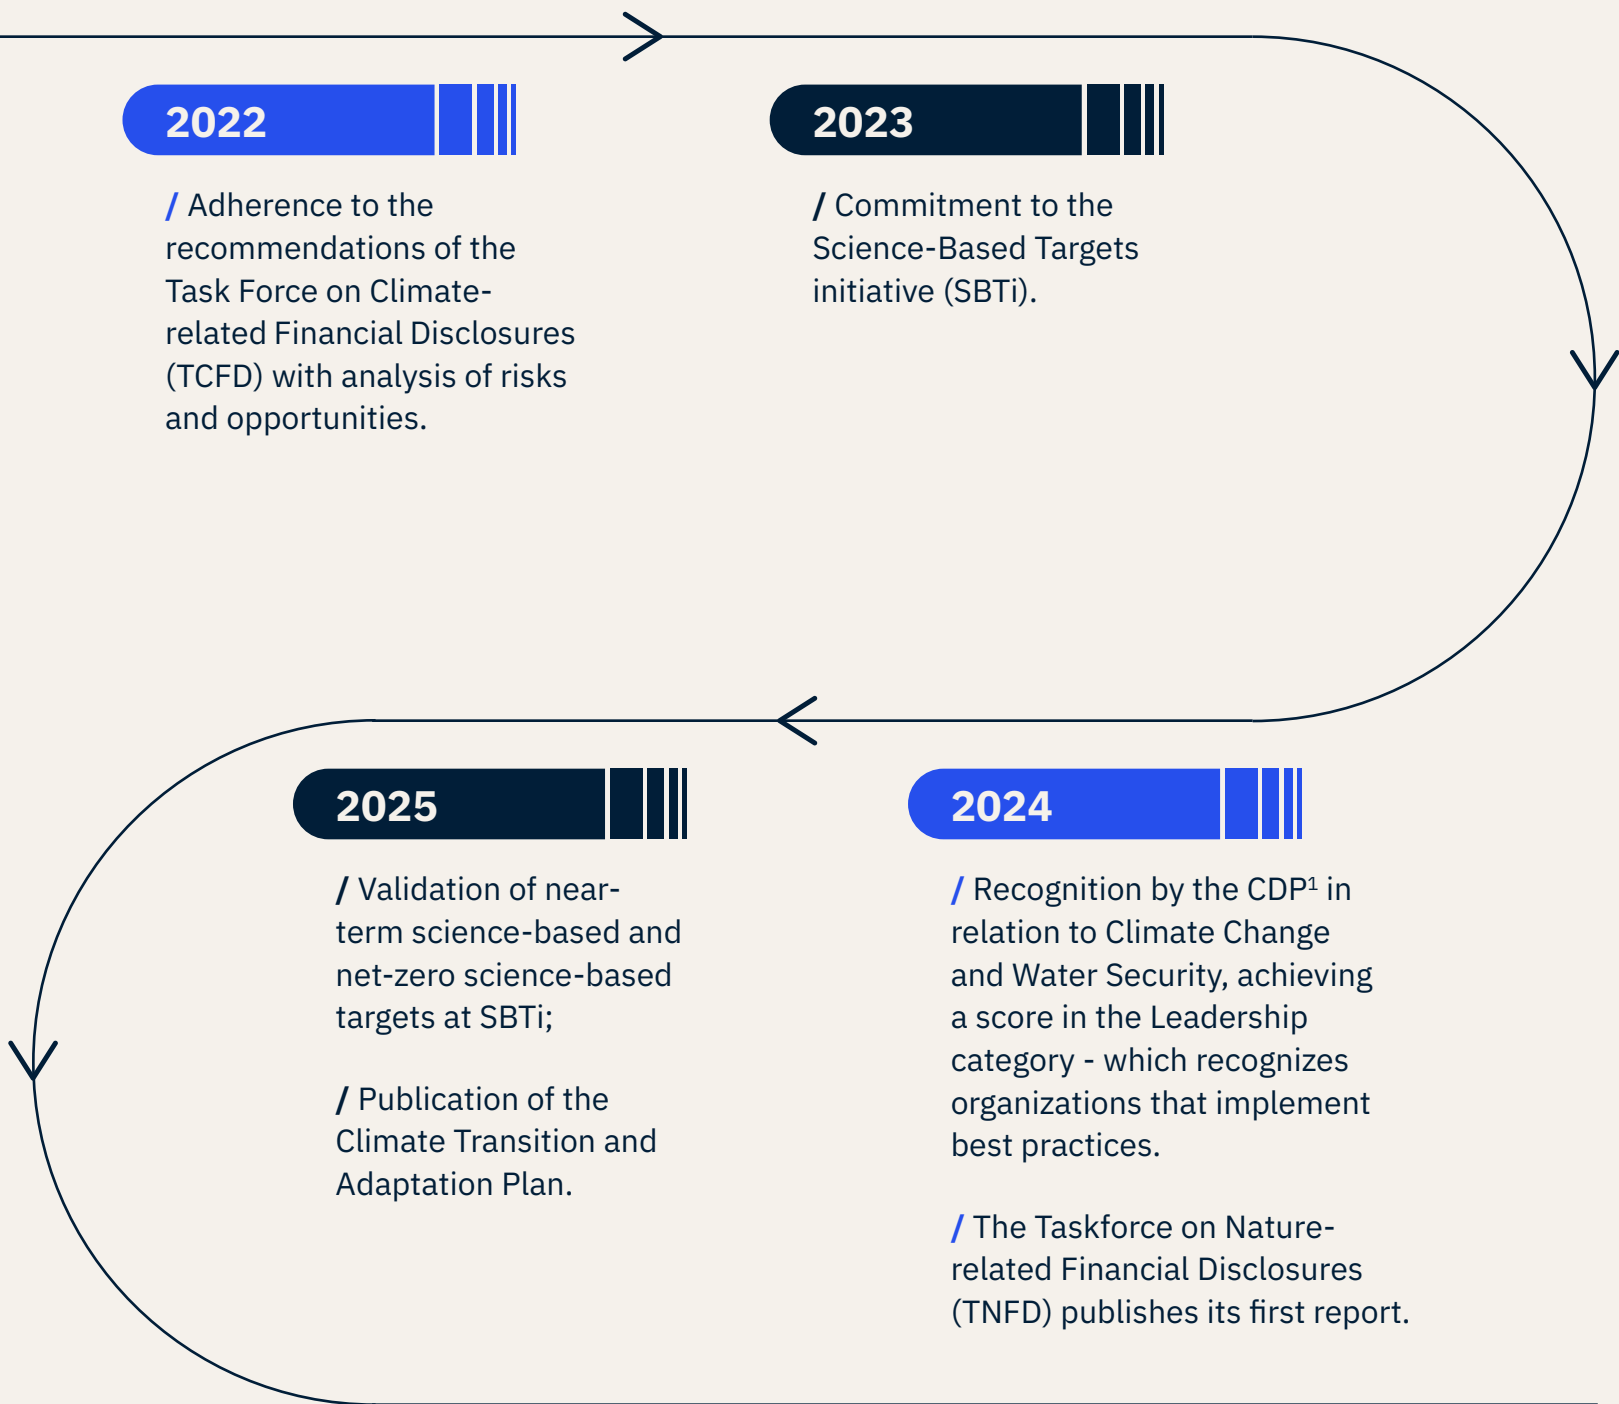 2022
/ Adherence to the
recommendations of the
Task Force on Climate-
related Financial Disclosures
(TCFD) with analysis of risks
and opportunities.
2023
/ Commitment to the
Science-Based Targets
initiative (SBTi).
2024
/ Recognition by the CDP¹ in
relation to Climate Change
and Water Security, achieving
a score in the Leadership
category - which recognizes
organizations that implement
best practices.
/ The Taskforce on Nature-
related Financial Disclosures
(TNFD) publishes its first report.
2025
/ Validation of near-
term science-based and
net-zero science-based
targets at SBTi;
/ Publication of the
Climate Transition and
Adaptation Plan.